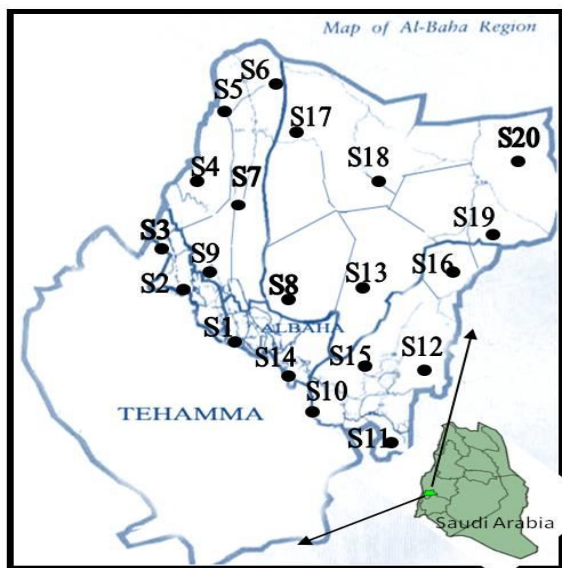 Map of Al-Baha Region
S6
S5
S17
S20
S4
S7
S18
S3
S19
S9
S2
S8
S13
S16
S1
ALBAHA
S14
S15
S12
TEHAMMA
S10
S11
Saudi Arabia